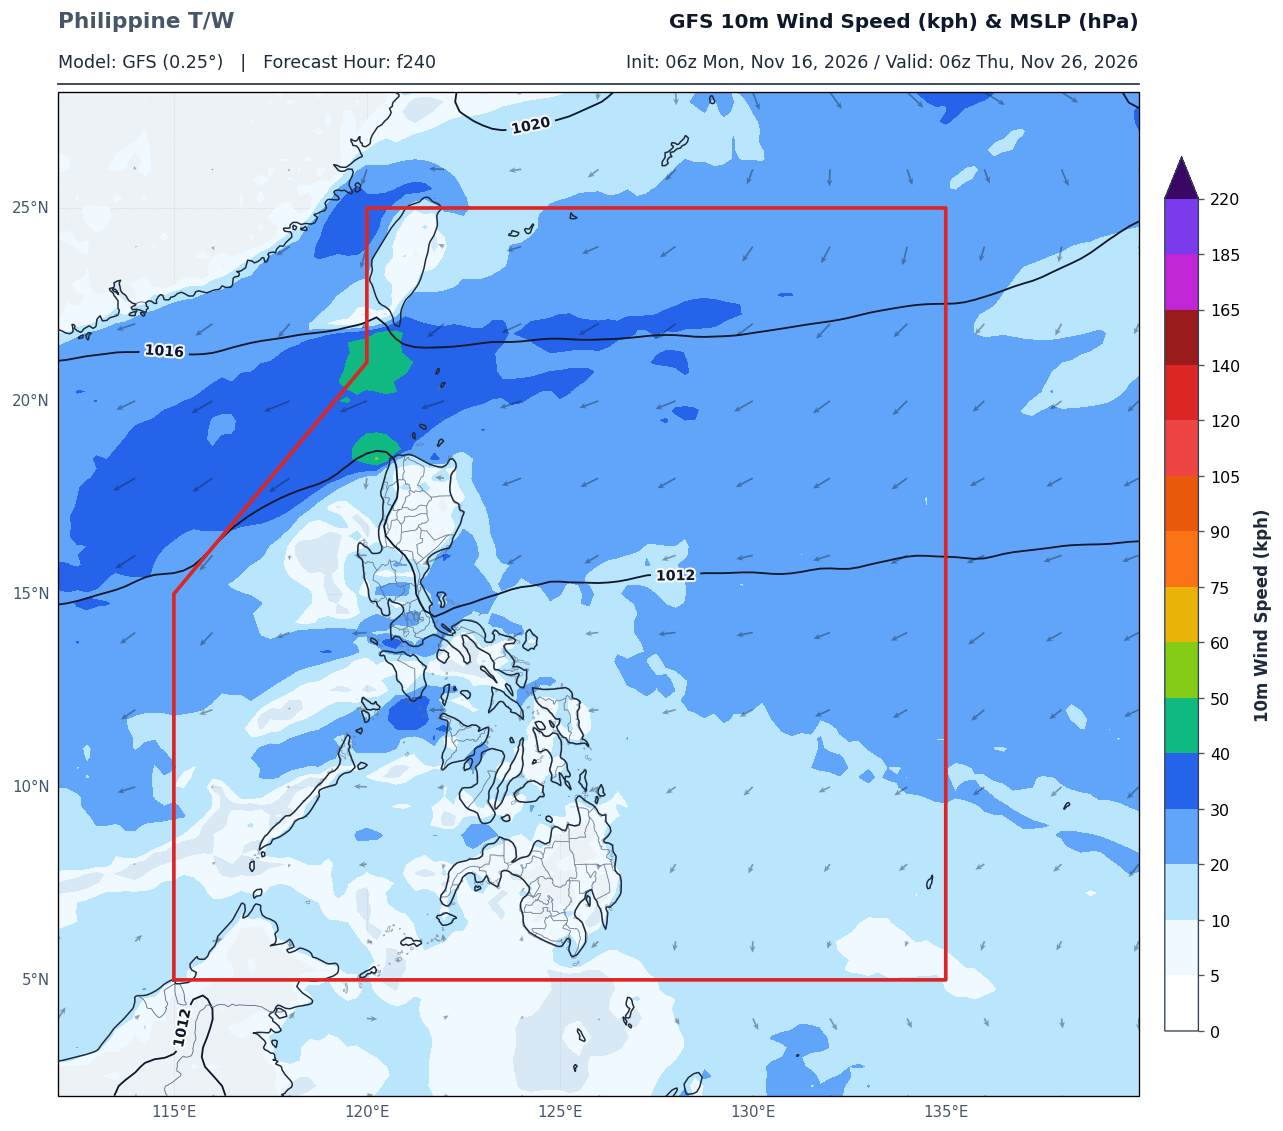 Philippine T/W
GFS 10m Wind Speed (kph) & MSLP (hPa)
Model: GFS (0.25°) | Forecast Hour: f240
Init: 06z Mon, Nov 16, 2026 / Valid: 06z Thu, Nov 26, 2026
1020
1016
1012
1012
25°N
20°N
15°N
10°N
5°N
115°E
120°E
125°E
130°E
135°E
220
185
165
140
120
105
90
75
60
50
40
30
20
10
5
0
10m Wind Speed (kph)